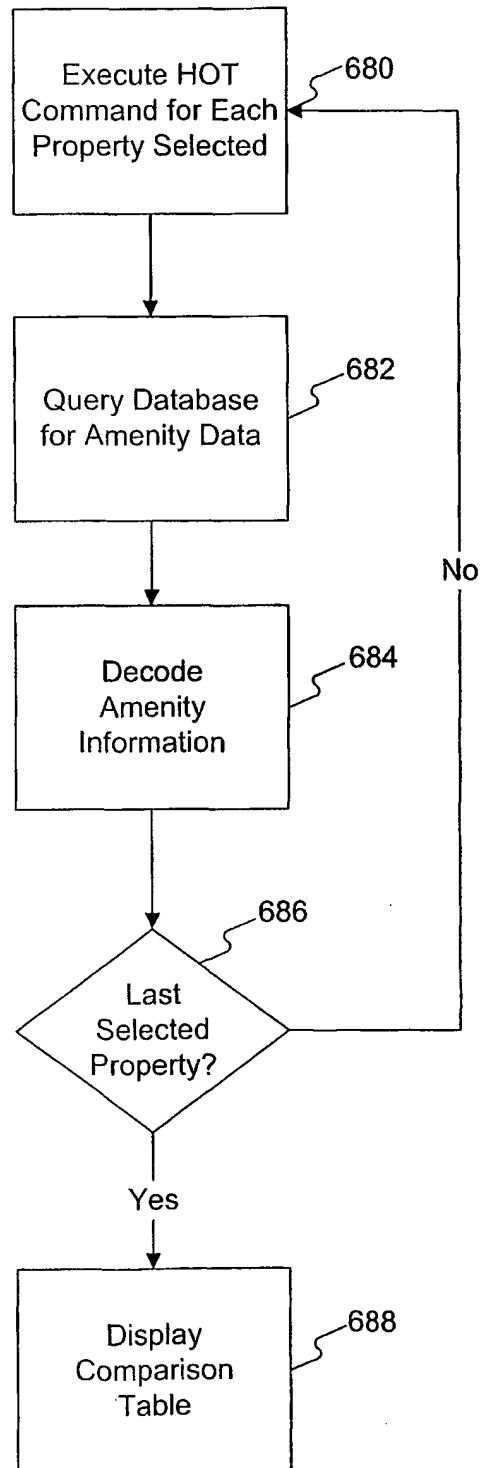 Execute HOT
Command for Each
Property Selected
680
Query Database
for Amenity Data
682
No
Decode
Amenity
Information
684
Last
Selected
Property?
686
Yes
Display
Comparison
Table
688